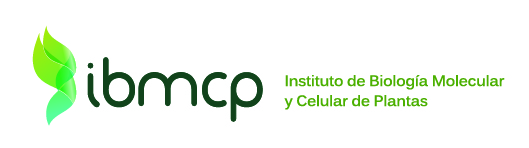 ibmcp
Instituto de Biología Molecular
y Celular de Plantas